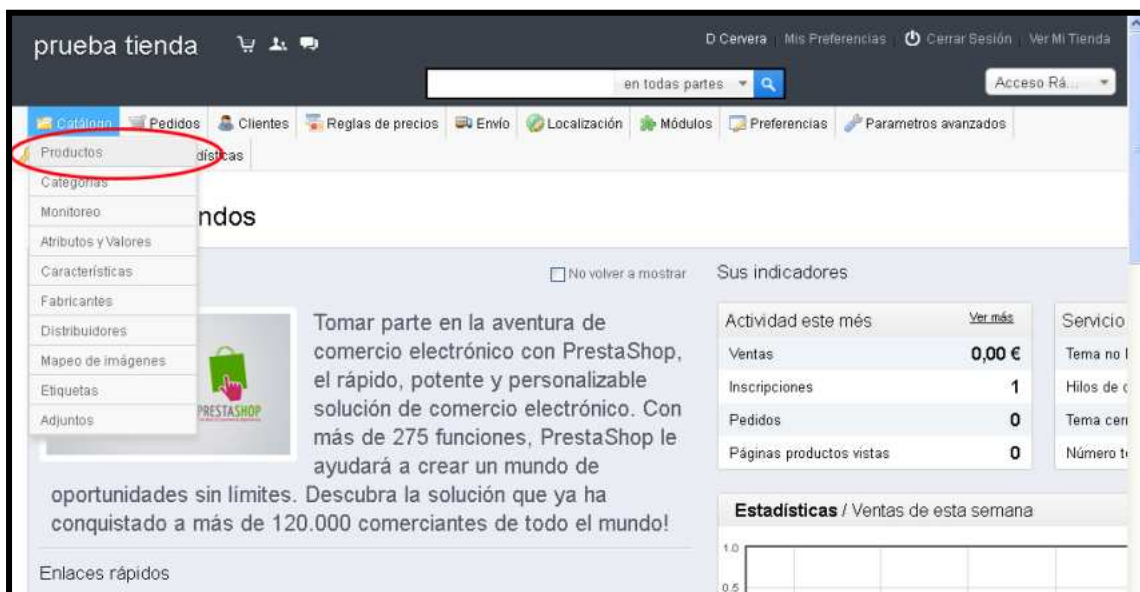 prueba tienda
D Cervera Mis Preferencias Cerrar Sesión Ver Mi Tienda
en todas partes
Acceso Rá...
Catálogo Pedidos Clientes Reglas de precios Envío Localización Módulos Preferencias Parametros avanzados
Productos
dísticas
Categorías
Monitoreo
ndos
Atributos y Valores
Características
Fabricantes
Distribuidores
Mapeo de imágenes
Etiquetas
Adjuntos
PRESTASHOP
No volver a mostrar
Tomar parte en la aventura de
comercio electrónico con PrestaShop,
el rápido, potente y personalizable
solución de comercio electrónico. Con
más de 275 funciones, PrestaShop le
ayudará a crear un mundo de
oportunidades sin límites. Descubra la solución que ya ha
conquistado a más de 120.000 comerciantes de todo el mundo!
Enlaces rápidos
Sus indicadores
Actividad este més Ver más
Ventas 0,00 €
Inscripciones 1
Pedidos 0
Páginas productos vistas 0
Servicio
Tema no
Hilos de
Tema
Número
Estadísticas / Ventas de esta semana
1.0
0.5